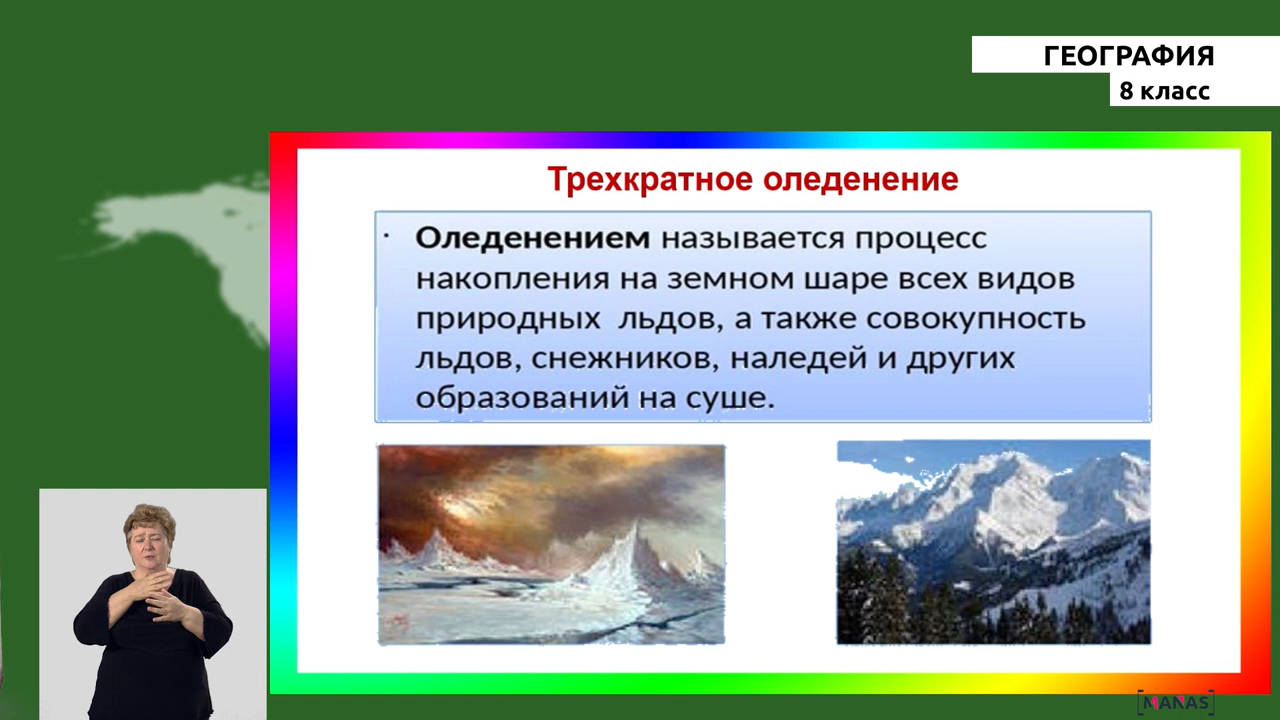 ГЕОГРАФИЯ
8 класс
Трехкратное оледенение
· Оледенением называется процесс
накопления на земном шаре всех видов
природных льдов, а также совокупность
льдов, снежников, наледей и других
образований на суше.
[MANAS]